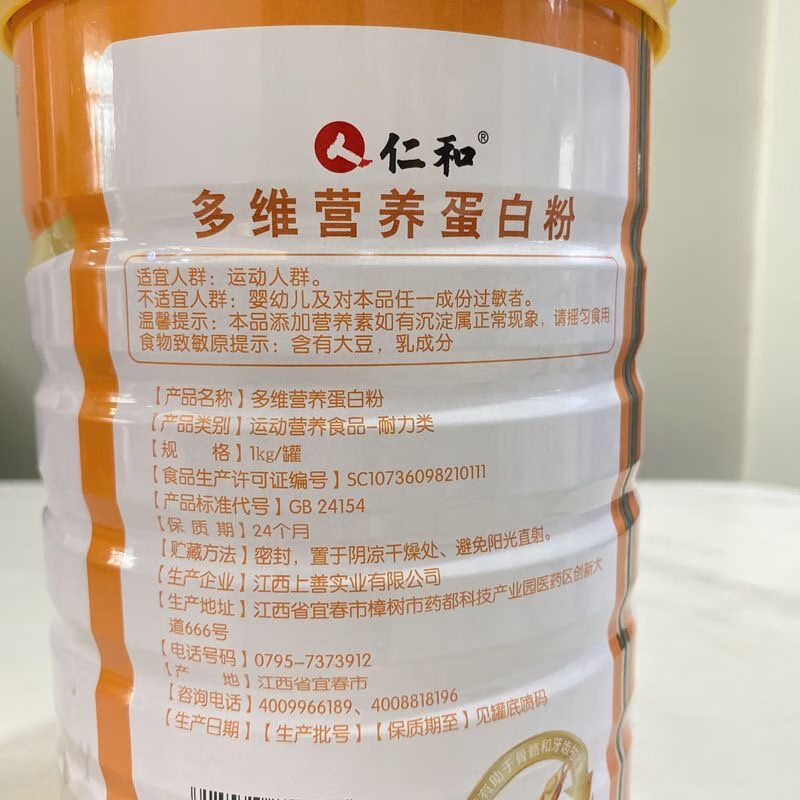 仁和®
多维营养蛋白粉
适宜人群：运动人群。
不适宜人群：婴幼儿及对本品任一成份过敏者。
温馨提示：本品添加营养素如有沉淀属正常现象，请摇匀食用
食物致敏原提示：含有大豆，乳成分
【产品名称】多维营养蛋白粉
【产品类别】运动营养食品-耐力类
【规 格】1kg/罐
【食品生产许可证编号】SC10736098210111
【产品标准代号】GB 24154
【保 质 期】24个月
【贮藏方法】密封，置于阴凉干燥处、避免阳光直射。
【生产企业】江西上善实业有限公司
【生产地址】江西省宜春市樟树市药都科技产业园医药区创新大
道666号
【电话号码】0795-7373912
【产 地】江西省宜春市
【咨询电话】4009966189、4008818196
【生产日期】【生产批号】【保质期至】见罐底喷码
有助于骨骼和牙齿